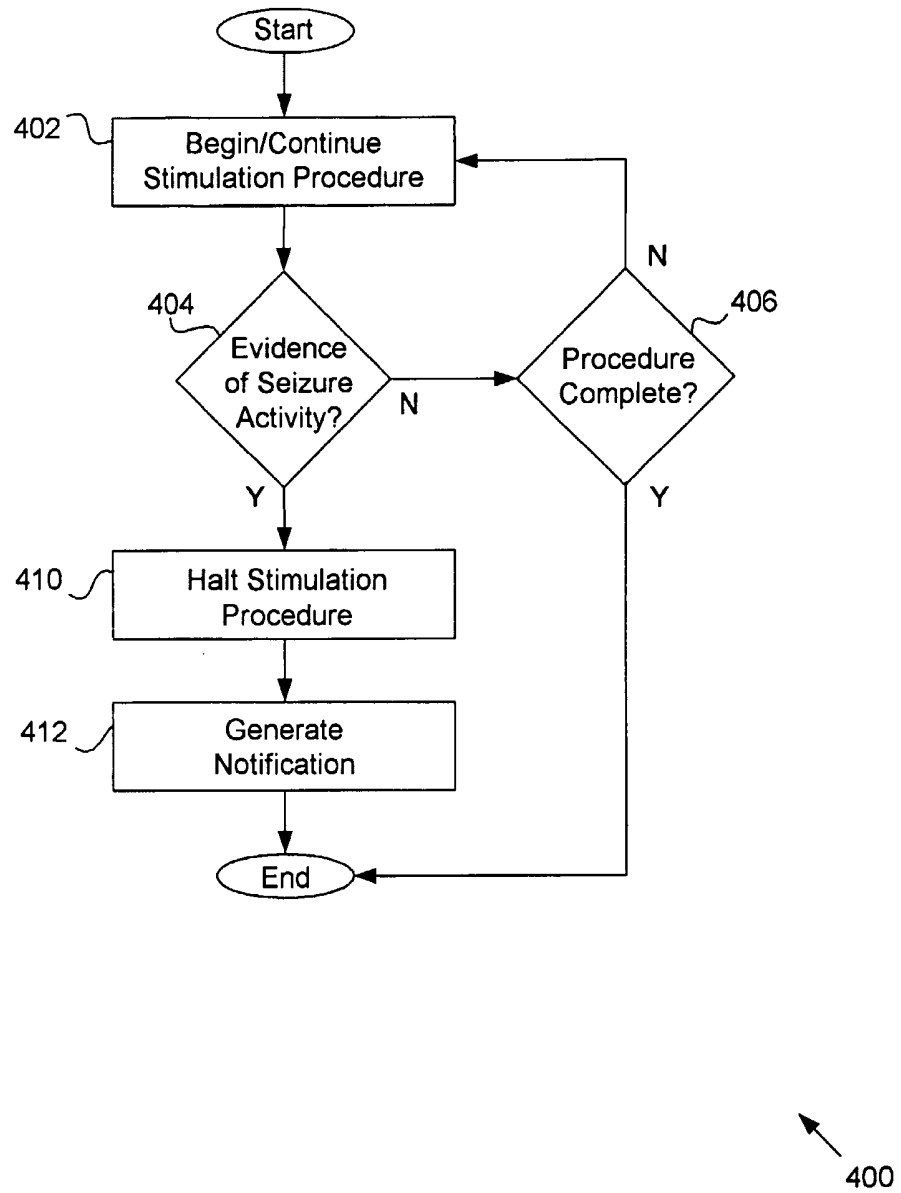 Start
402
Begin/Continue
Stimulation Procedure
N
404
406
Evidence
of Seizure
Activity?
N
Procedure
Complete?
Y
Y
410
Halt Stimulation
Procedure
412
Generate
Notification
End
400